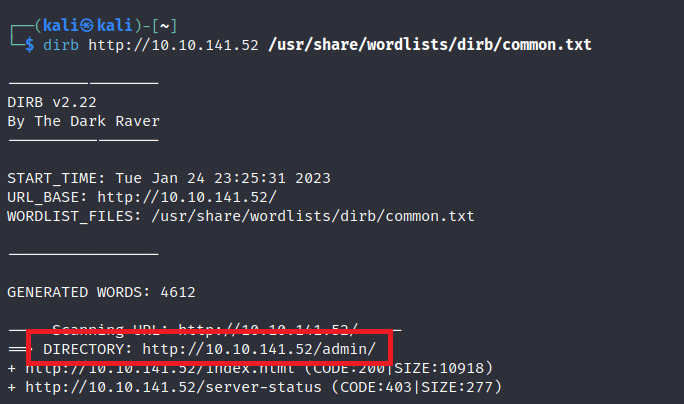 ┌──(kali㉿kali)-[~]
└─$ dirb http://10.10.141.52 /usr/share/wordlists/dirb/common.txt
-----------------
DIRB v2.22
By The Dark Raver
-----------------
START_TIME: Tue Jan 24 23:25:31 2023
URL_BASE: http://10.10.141.52/
WORDLIST_FILES: /usr/share/wordlists/dirb/common.txt
-----------------
GENERATED WORDS: 4612
---- Scanning URL: http://10.10.141.52/ ----
==> DIRECTORY: http://10.10.141.52/admin/
+ http://10.10.141.52/index.html (CODE:200|SIZE:10918)
+ http://10.10.141.52/server-status (CODE:403|SIZE:277)